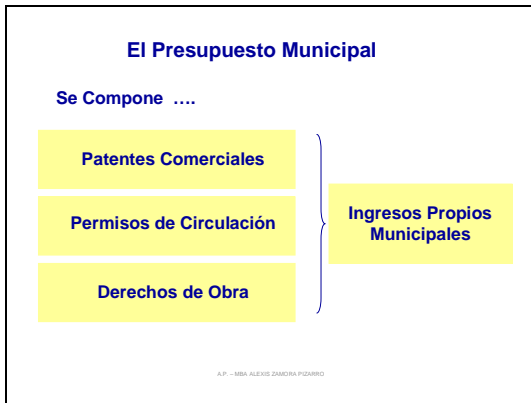 El Presupuesto Municipal
Se Compone ….
Patentes Comerciales
Permisos de Circulación
Derechos de Obra
Ingresos Propios
Municipales
A.P. – MBA ALEXIS ZAMORA PIZARRO